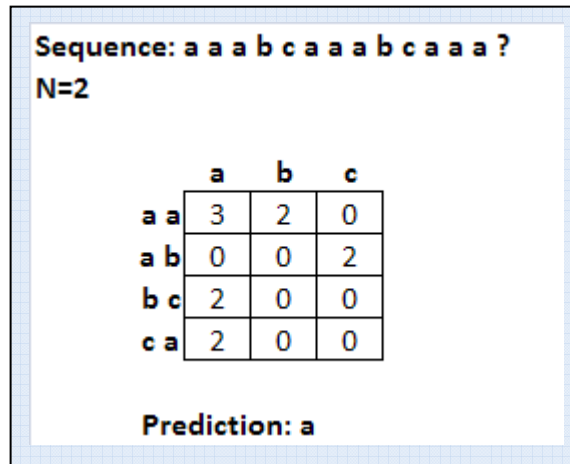 Sequence: a a a b c a a a b c a a a ?
N=2
a b c
a a 3 2 0
a b 0 0 2
b c 2 0 0
c a 2 0 0
Prediction: a